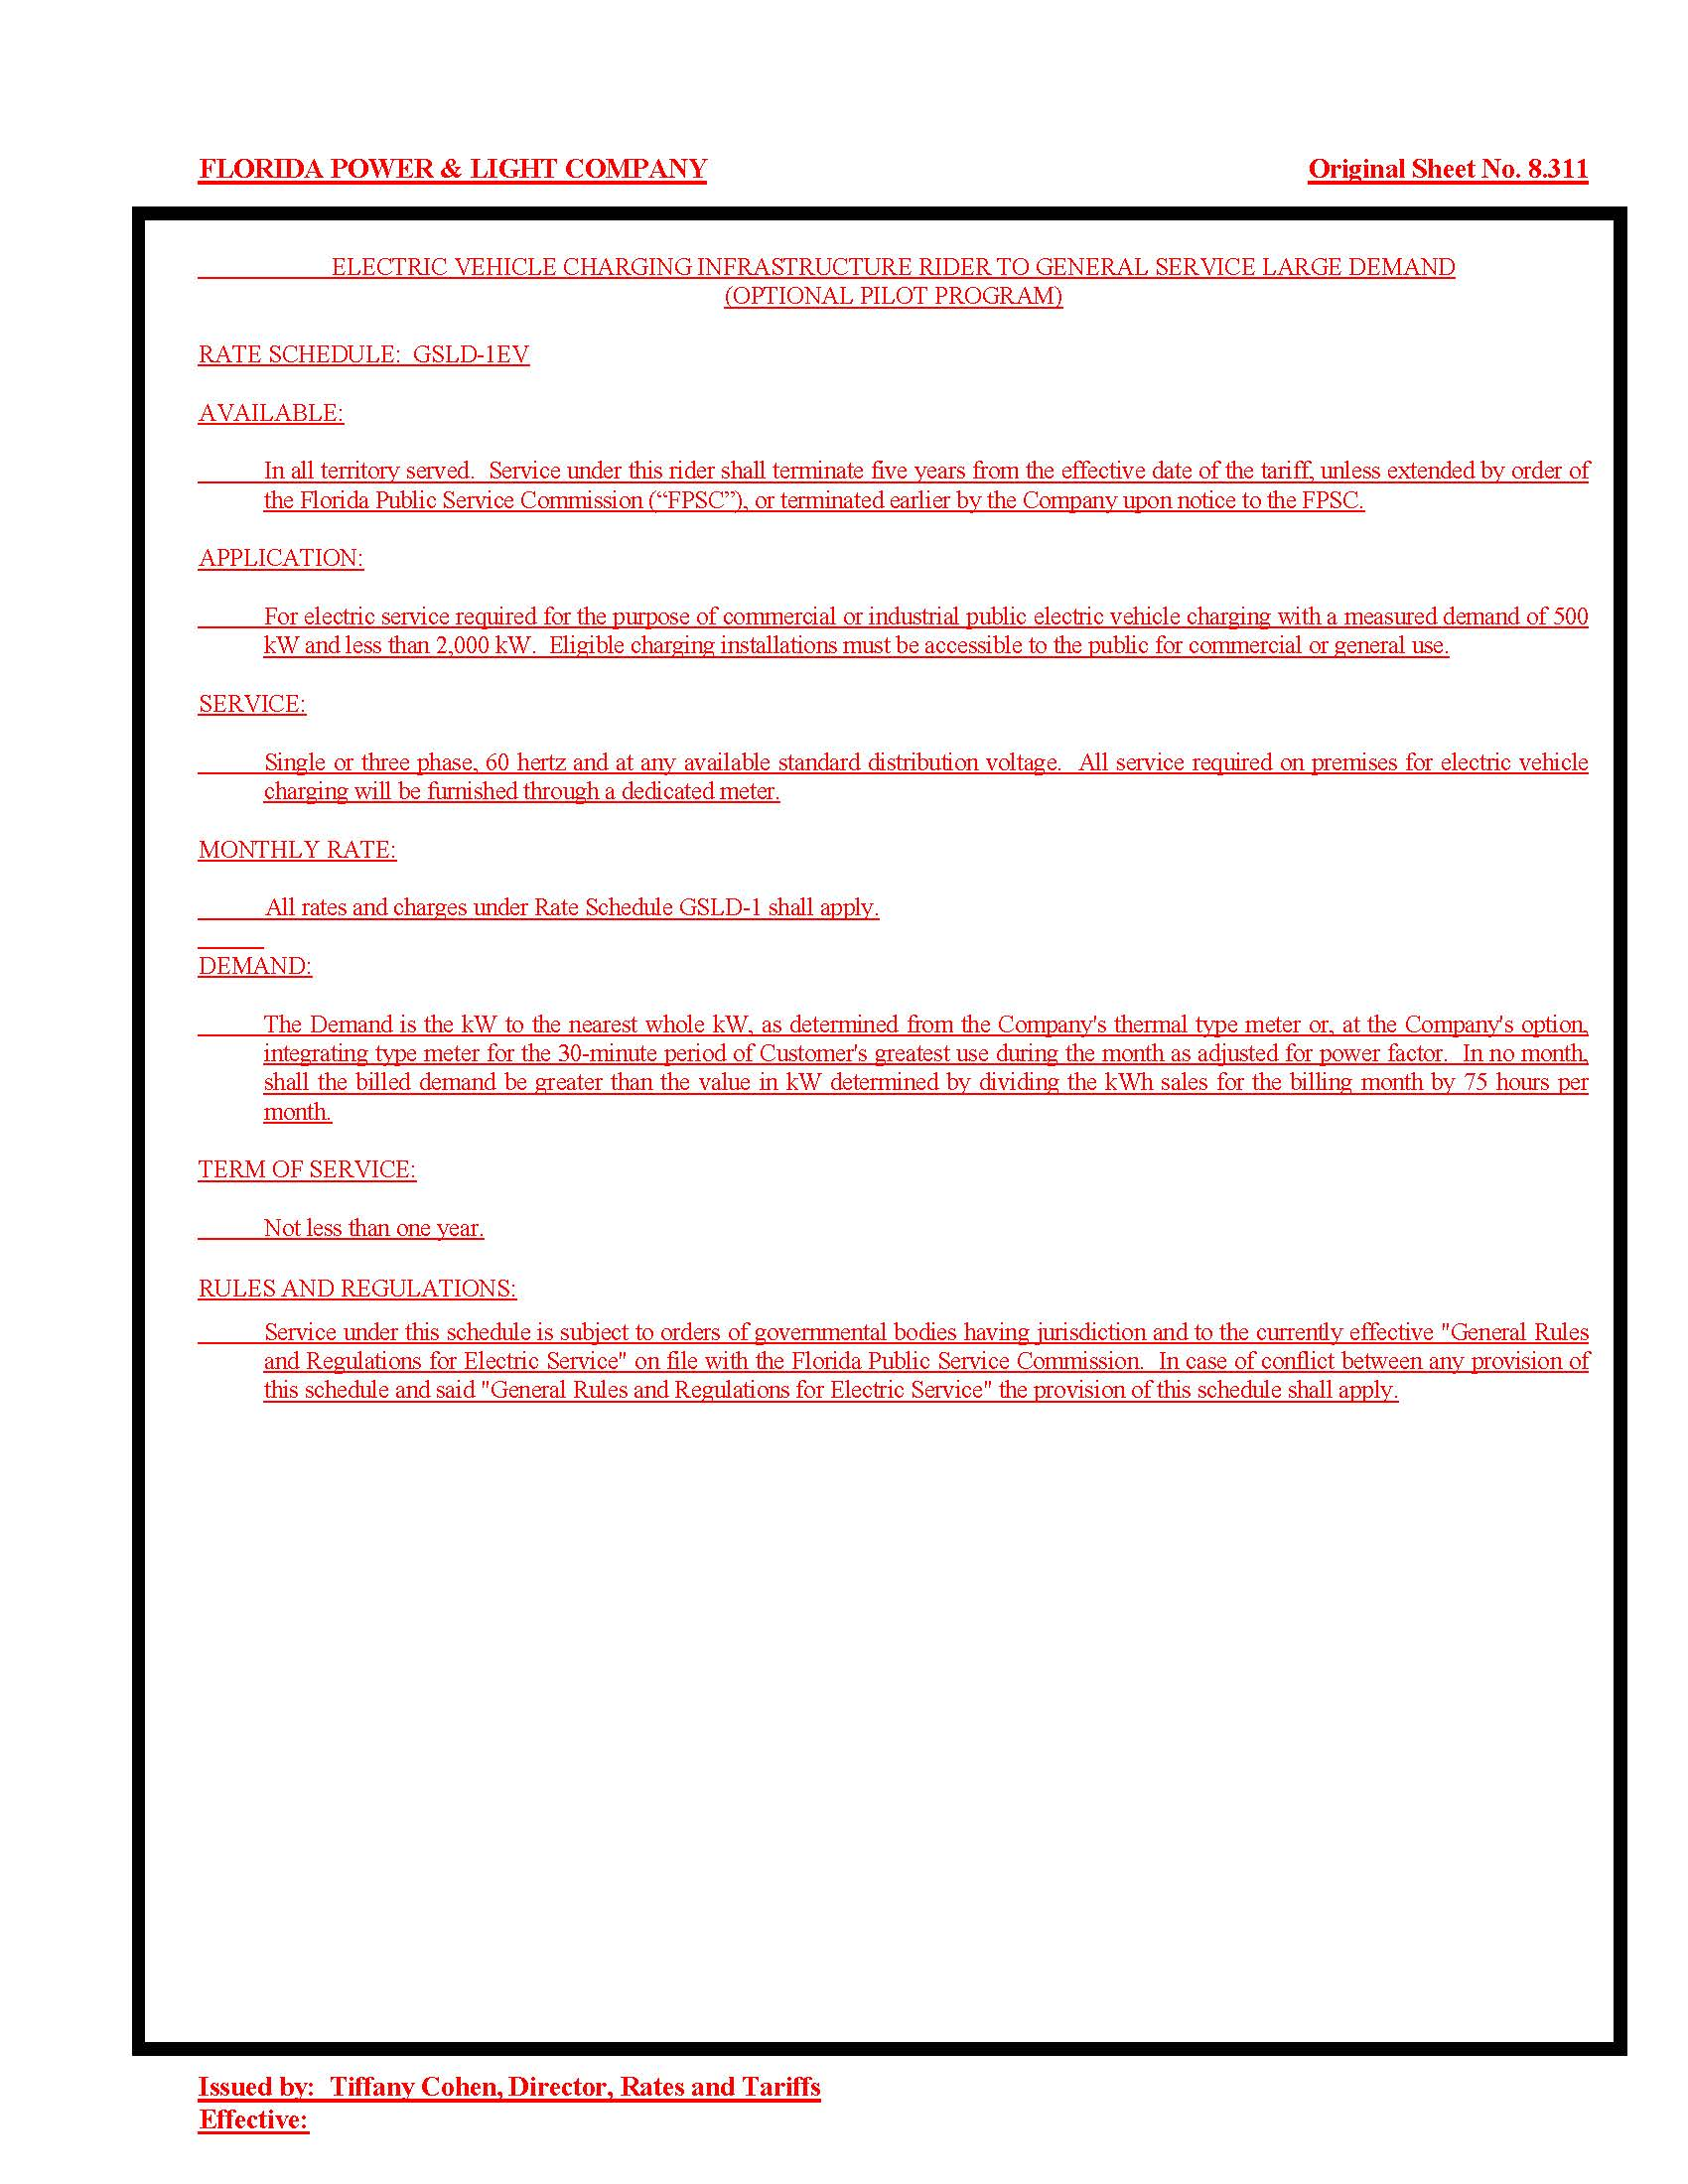 FLORIDA POWER & LIGHT COMPANY Original Sheet No. 8.311
ELECTRIC VEHICLE CHARGING INFRASTRUCTURE RIDER TO GENERAL SERVICE LARGE DEMAND
(OPTIONAL PILOT PROGRAM)
RATE SCHEDULE: GSLD-1EV
AVAILABLE:
In all territory served. Service under this rider shall terminate five years from the effective date of the tariff, unless extended by order of
the Florida Public Service Commission (“FPSC”), or terminated earlier by the Company upon notice to the FPSC.
APPLICATION:
For electric service required for the purpose of commercial or industrial public electric vehicle charging with a measured demand of 500
kW and less than 2,000 kW. Eligible charging installations must be accessible to the public for commercial or general use.
SERVICE:
Single or three phase, 60 hertz and at any available standard distribution voltage. All service required on premises for electric vehicle
charging will be furnished through a dedicated meter.
MONTHLY RATE:
All rates and charges under Rate Schedule GSLD-1 shall apply.
DEMAND:
The Demand is the kW to the nearest whole kW, as determined from the Company's thermal type meter or, at the Company's option,
integrating type meter for the 30-minute period of Customer's greatest use during the month as adjusted for power factor. In no month,
shall the billed demand be greater than the value in kW determined by dividing the kWh sales for the billing month by 75 hours per
month.
TERM OF SERVICE:
Not less than one year.
RULES AND REGULATIONS:
Service under this schedule is subject to orders of governmental bodies having jurisdiction and to the currently effective "General Rules
and Regulations for Electric Service" on file with the Florida Public Service Commission. In case of conflict between any provision of
this schedule and said "General Rules and Regulations for Electric Service" the provision of this schedule shall apply.
Issued by: Tiffany Cohen, Director, Rates and Tariffs
Effective: